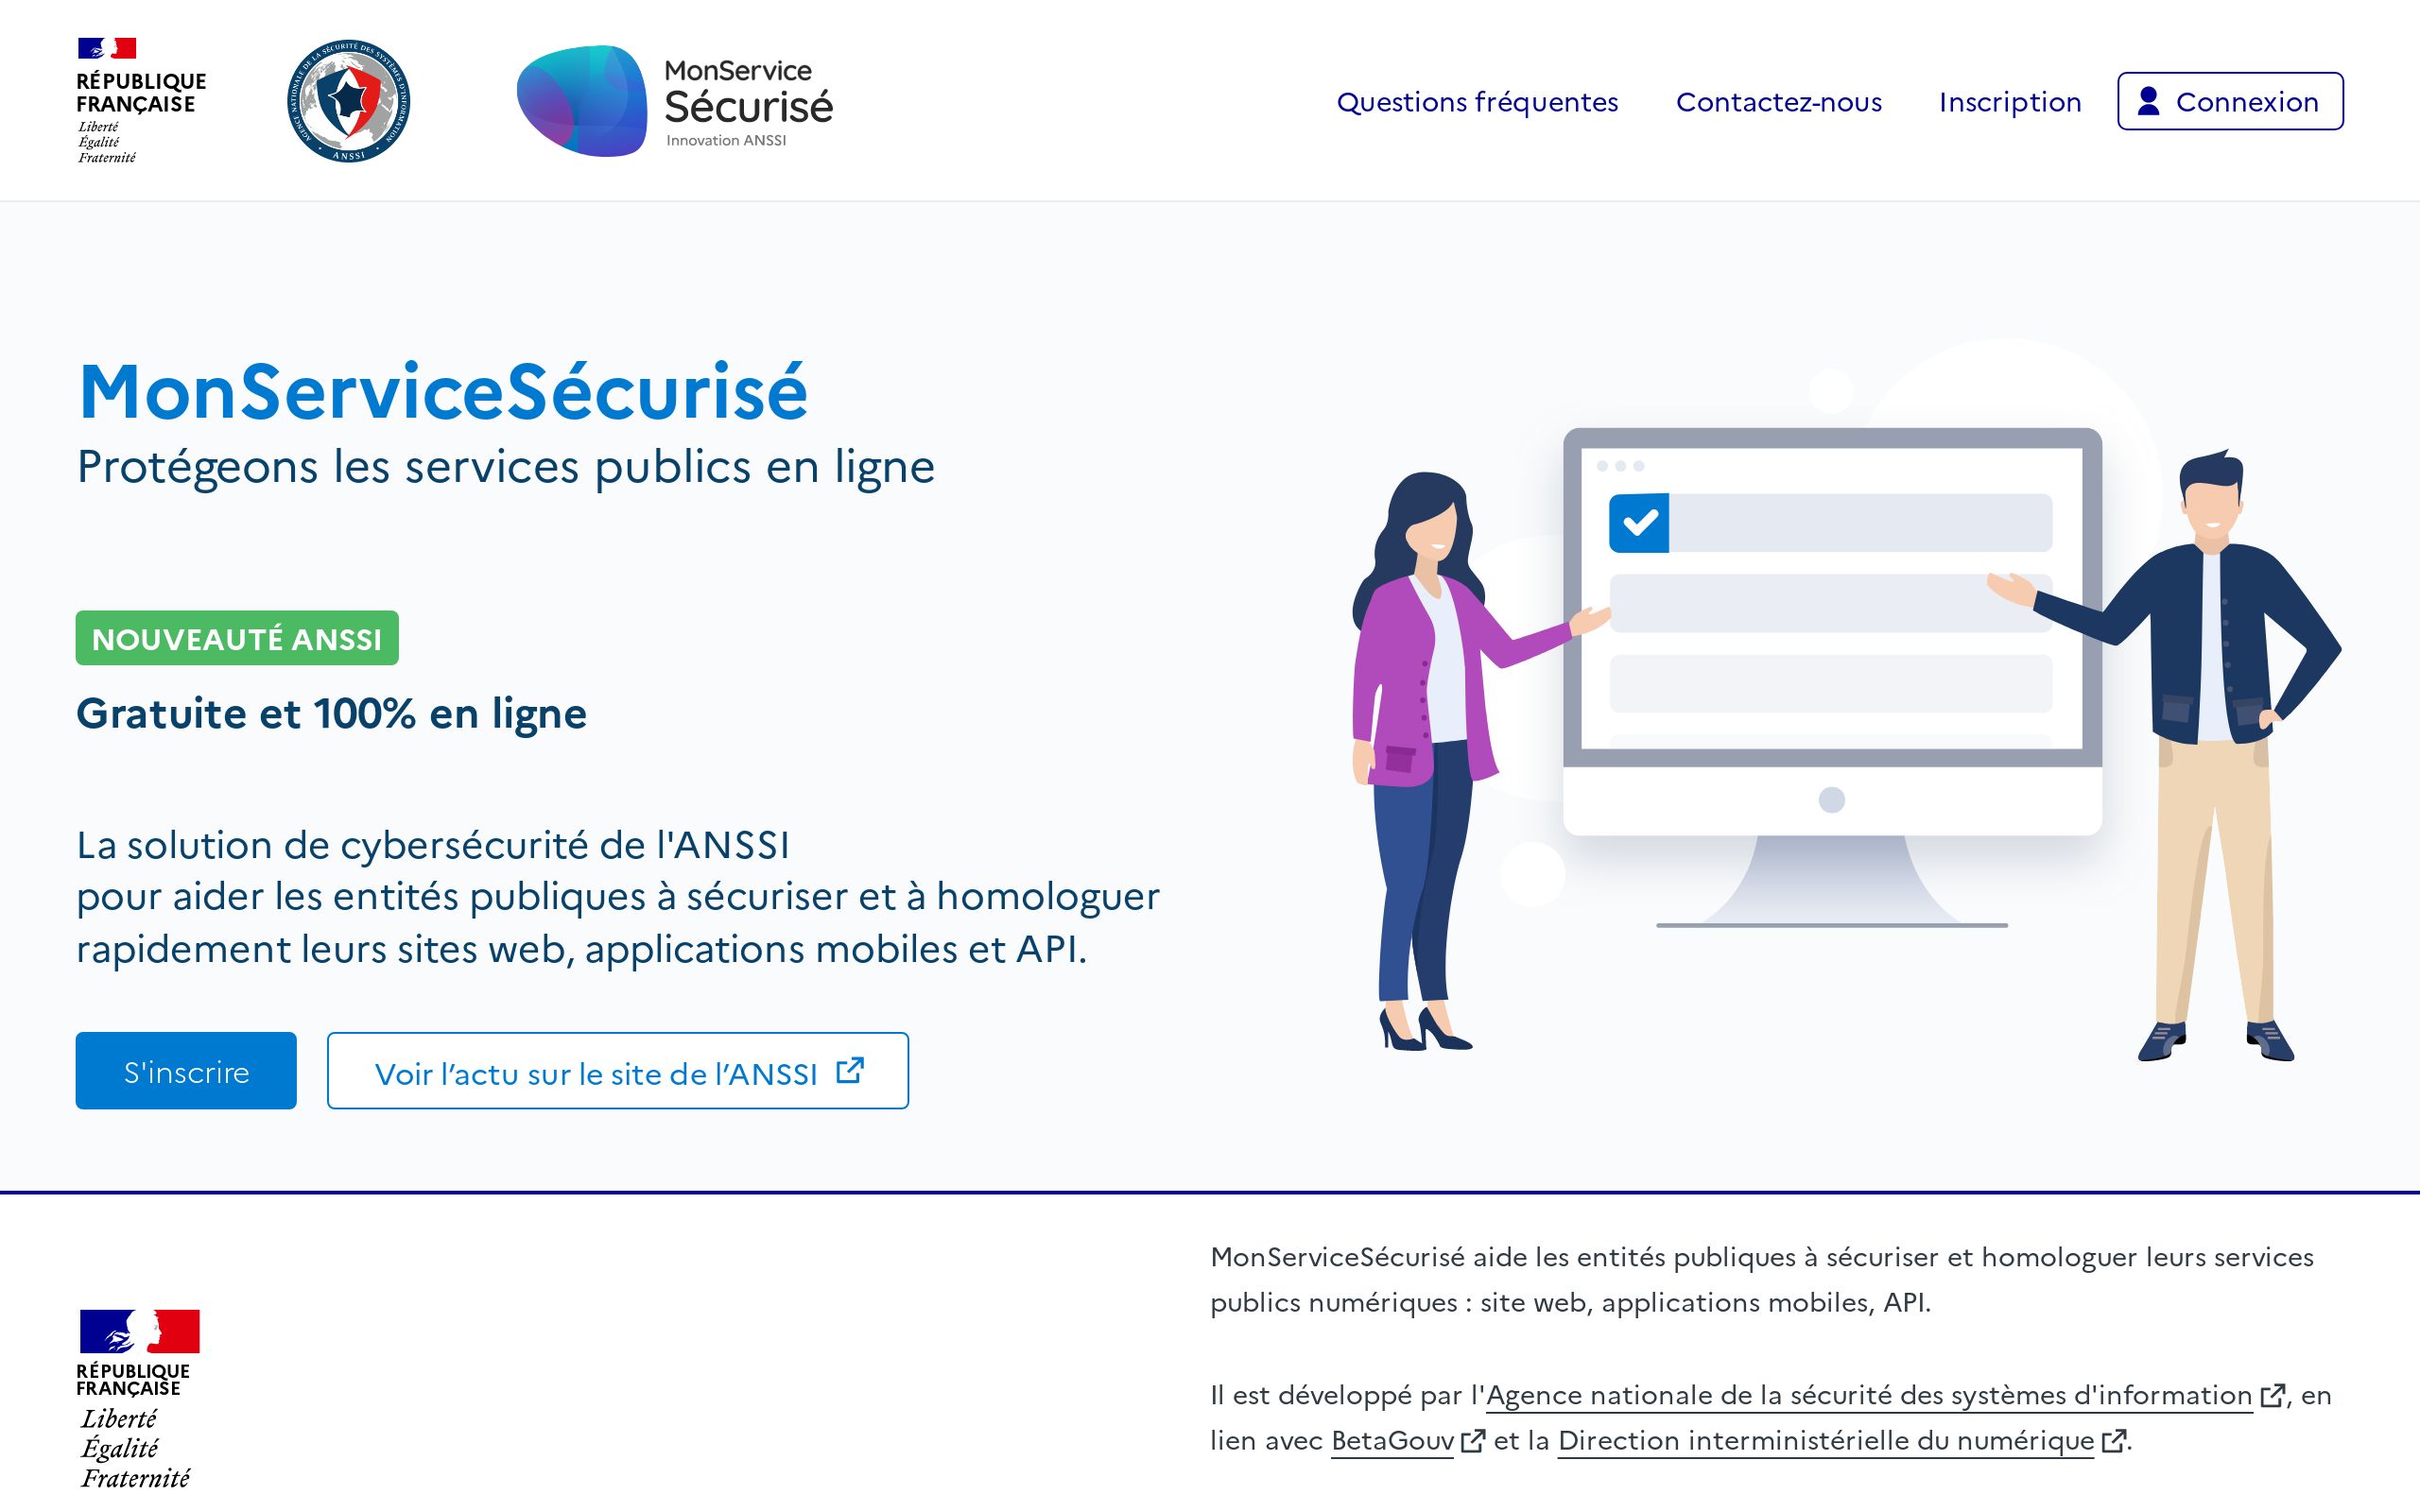 RÉPUBLIQUE
FRANÇAISE
Liberté
Égalité
Fraternité
AGENCE NATIONALE DE LA SÉCURITÉ DES SYSTÈMES D'INFORMATION
ANSSI
MonService
Sécurisé
Innovation ANSSI
Questions fréquentes
Contactez-nous
Inscription
Connexion
MonServiceSécurisé
Protégeons les services publics en ligne
NOUVEAUTÉ ANSSI
Gratuite et 100% en ligne
La solution de cybersécurité de l'ANSSI
pour aider les entités publiques à sécuriser et à homologuer
rapidement leurs sites web, applications mobiles et API.
S'inscrire
Voir l’actu sur le site de l’ANSSI
MonServiceSécurisé aide les entités publiques à sécuriser et homologuer leurs services
publics numériques : site web, applications mobiles, API.
Il est développé par l'Agence nationale de la sécurité des systèmes d'information, en
lien avec BetaGouv et la Direction interministérielle du numérique.
RÉPUBLIQUE
FRANÇAISE
Liberté
Égalité
Fraternité